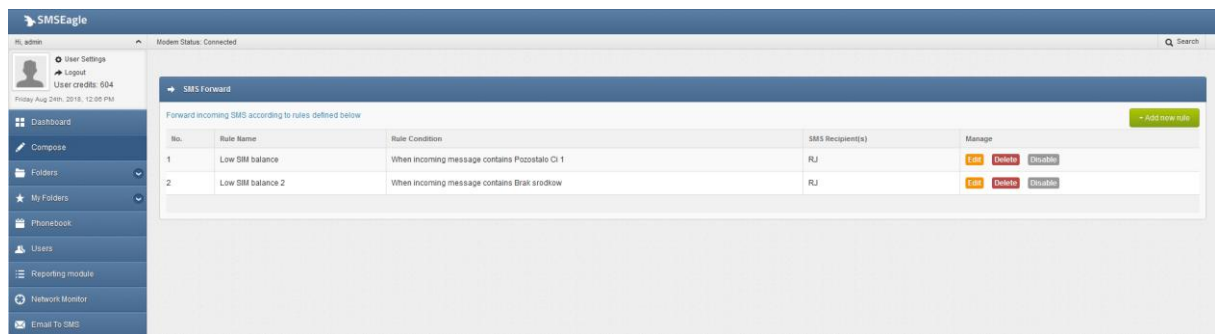 SMSEagle
Hi, admin
Modem Status: Connected
Search
User Settings
Logout
User credits: 604
Friday Aug 24th, 2018, 12:06 PM
SMS Forward
Forward incoming SMS according to rules defined below
+ Add new rule
No. Rule Name Rule Condition SMS Recipient(s) Manage
1 Low SIM balance When incoming message contains Pozostalo Ci 1 RJ Edit Delete Disable
2 Low SIM balance 2 When incoming message contains Brak srodkow RJ Edit Delete Disable
Dashboard
Compose
Folders
My Folders
Phonebook
Users
Reporting module
Network Monitor
Email To SMS